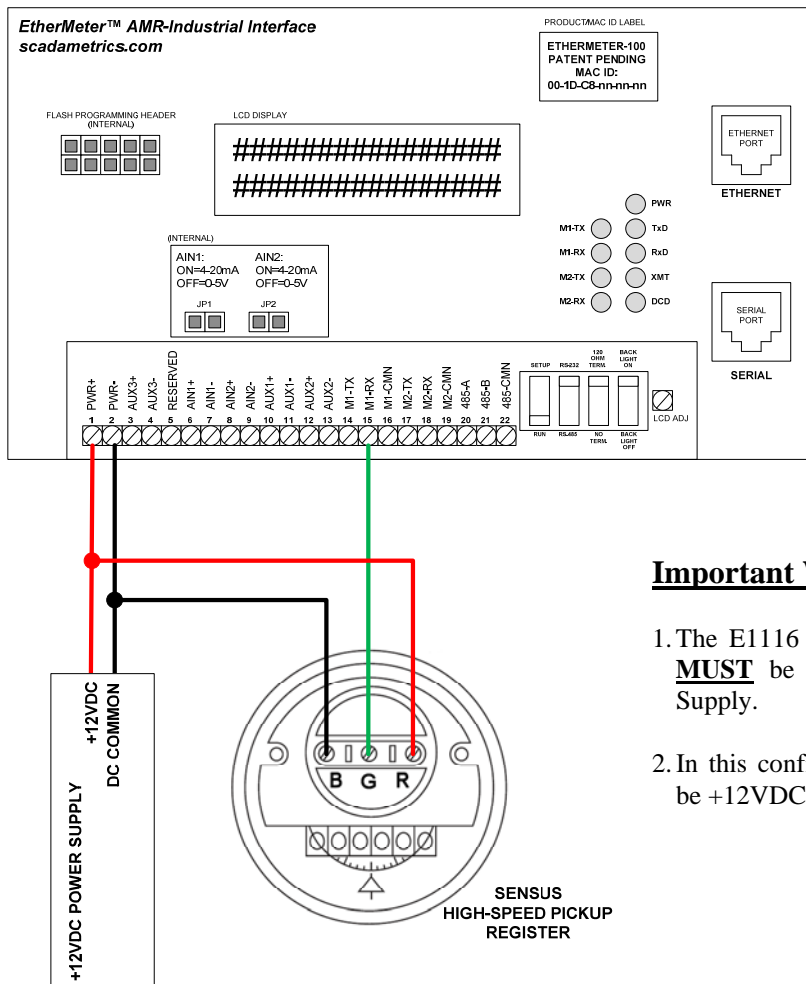 EtherMeter™ AMR-Industrial Interface
scadametrics.com
PRODUCT/MAC ID LABEL
ETHERMETER-100
PATENT PENDING
MAC ID:
00-1D-C8-nn-nn-nn
FLASH PROGRAMMING HEADER
(INTERNAL)
LCD DISPLAY
################################
################################
ETHERNET
PORT
ETHERNET
PWR
M1-TX TxD
M1-RX RxD
M2-TX XMT
M2-RX DCD
(INTERNAL)
AIN1: AIN2:
ON=4-20mA ON=4-20mA
OFF=0-5V OFF=0-5V
JP1 JP2
SERIAL
PORT
SERIAL
PWR+ PWR- AUX3+ AUX3- RESERVED AIN1+ AIN1- AIN2+ AIN2- AUX1+ AUX1- AUX2+ AUX2- M1-TX M1-RX M1-CMN M2-TX M2-RX M2-CMN 485-A 485-B 485-CMN
1 2 3 4 5 6 7 8 9 10 11 12 13 14 15 16 17 18 19 20 21 22
SETUP RS-232 120 OHM TERM. BACK LIGHT ON
RUN RS-485 NO TERM. BACK LIGHT OFF
LCD ADJ
Important
1. The E1116
MUST be
Supply.
2. In this conf
be +12VDC
+12VDC
DC COMMON
+12VDC POWER SUPPLY
B G R
SENSUS
HIGH-SPEED PICKUP
REGISTER